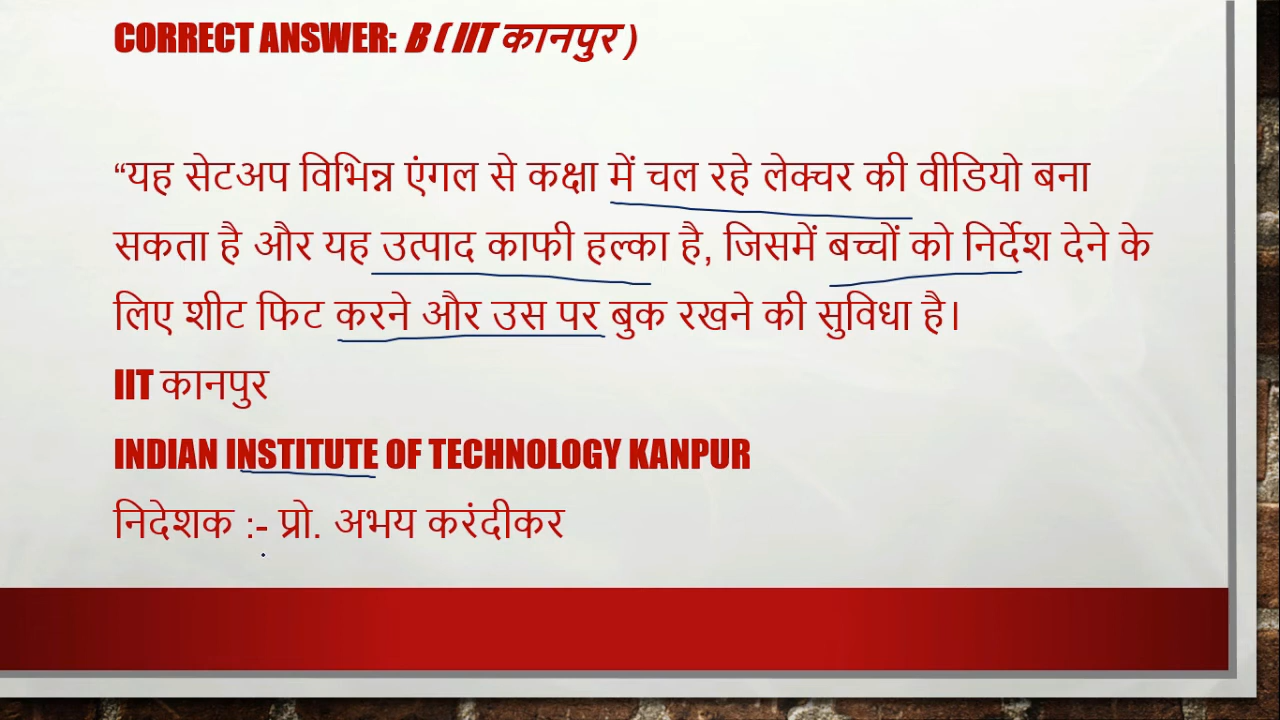 CORRECT ANSWER: B ( IIT कानपुर )
“यह सेटअप विभिन्न एंगल से कक्षा में चल रहे लेक्चर की वीडियो बना
सकता है और यह उत्पाद काफी हल्का है, जिसमें बच्चों को निर्देश देने के
लिए शीट फिट करने और उस पर बुक रखने की सुविधा है।
IIT कानपुर
INDIAN INSTITUTE OF TECHNOLOGY KANPUR
निदेशक :- प्रो. अभय करंदीकर